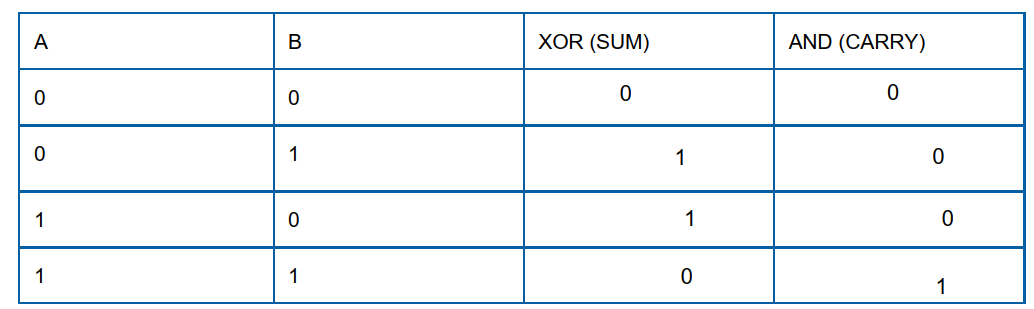 A B XOR (SUM) AND (CARRY)
0 0 0 0
0 1 1 0
1 0 1 0
1 1 0 1